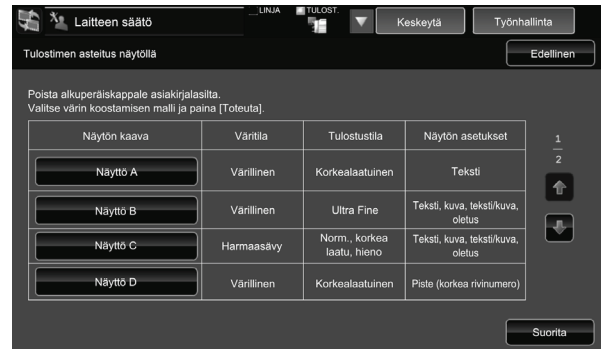 Laitteen säätö
LINJA
TULOST.
Keskeytä
Työnhallinta
Tulostimen asteitus näytöllä
Edellinen
Poista alkuperäiskappale asiakirjalasilta.
Valitse värin koostamisen malli ja paina [Toteuta].
Näytön kaava Väritila Tulostustila Näytön asetukset
Näyttö A Värillinen Korkealaatuinen Teksti
Näyttö B Värillinen Ultra Fine Teksti, kuva, teksti/kuva,
oletus
Näyttö C Harmaasävy Norm., korkea
laatu, hieno
Teksti, kuva, teksti/kuva,
oletus
Näyttö D Värillinen Korkealaatuinen Piste (korkea rivinumero)
1
2
Suorita